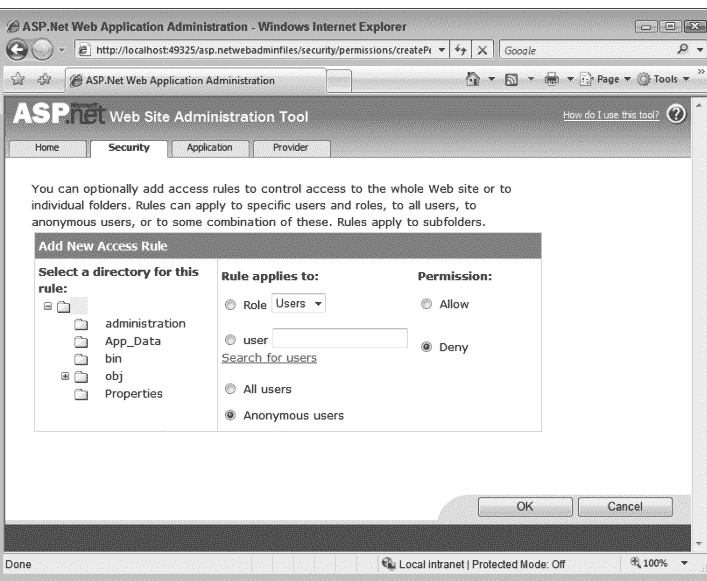 ASP.Net Web Application Administration - Windows Internet Explorer
http://localhost:49325/asp.netwebadminfiles/security/permissions/createPe
Google
ASP.Net Web Application Administration
Page Tools
Microsoft
ASP.net Web Site Administration Tool
How do I use this tool?
Home Security Application Provider
You can optionally add access rules to control access to the whole Web site or to
individual folders. Rules can apply to specific users and roles, to all users, to
anonymous users, or to some combination of these. Rules apply to subfolders.
Add New Access Rule
Select a directory for this
rule:
administration
App_Data
bin
obj
Properties
Rule applies to:
Role Users
user
Search for users
All users
Anonymous users
Permission:
Allow
Deny
OK Cancel
Done Local intranet | Protected Mode: Off 100%